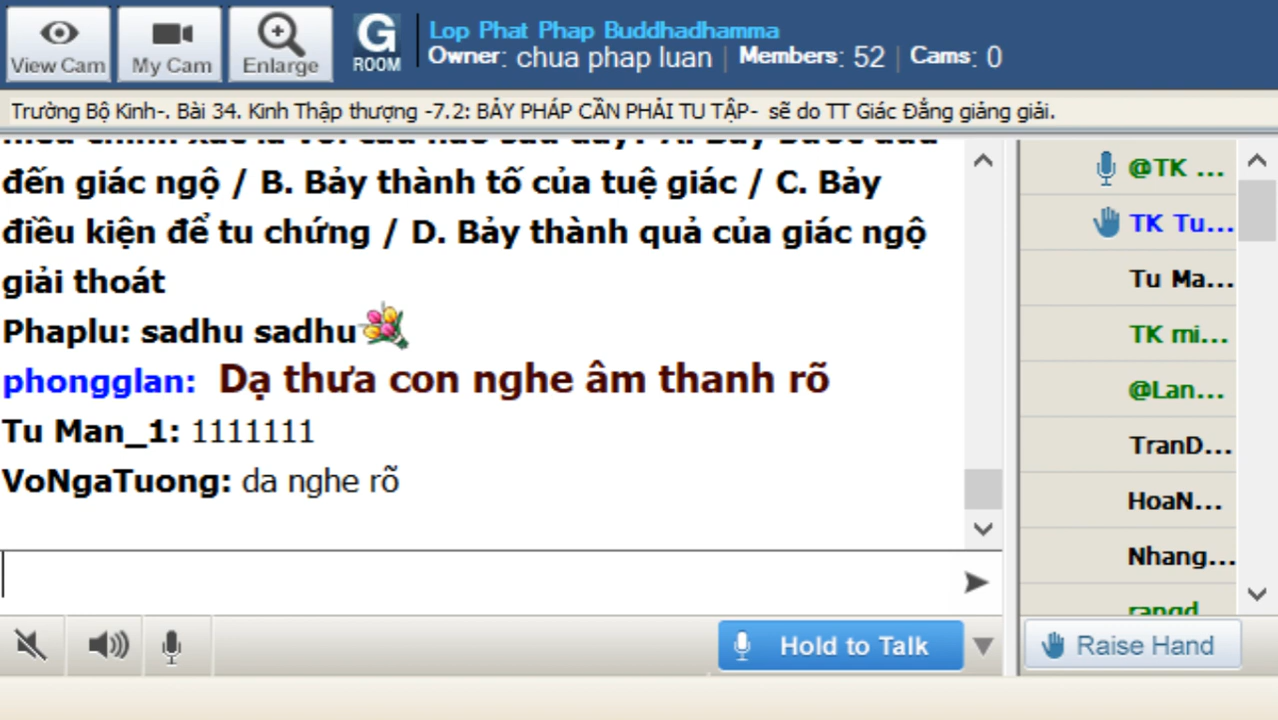 View Cam
My Cam
Enlarge
G
ROOM
Lop Phat Phap Buddhadhamma
Owner: chua phap luan | Members: 52 | Cams: 0
Trường Bộ Kinh-. Bài 34. Kinh Thập thượng -7.2: BẢY PHÁP CẦN PHẢI TU TẬP- sẽ do TT Giác Đẳng giảng giải.
đến giác ngộ / B. Bảy thành tố của tuệ giác / C. Bảy
điều kiện để tu chứng / D. Bảy thành quả của giác ngộ
giải thoát
Phaplu: sadhu sadhu
phongglan: Dạ thưa con nghe âm thanh rõ
Tu Man_1: 1111111
VoNgaTuong: da nghe rõ
@TK ...
TK Tu...
Tu Ma...
TK mi...
@Lan...
TranD...
HoaN...
Nhang...
Hold to Talk
Raise Hand